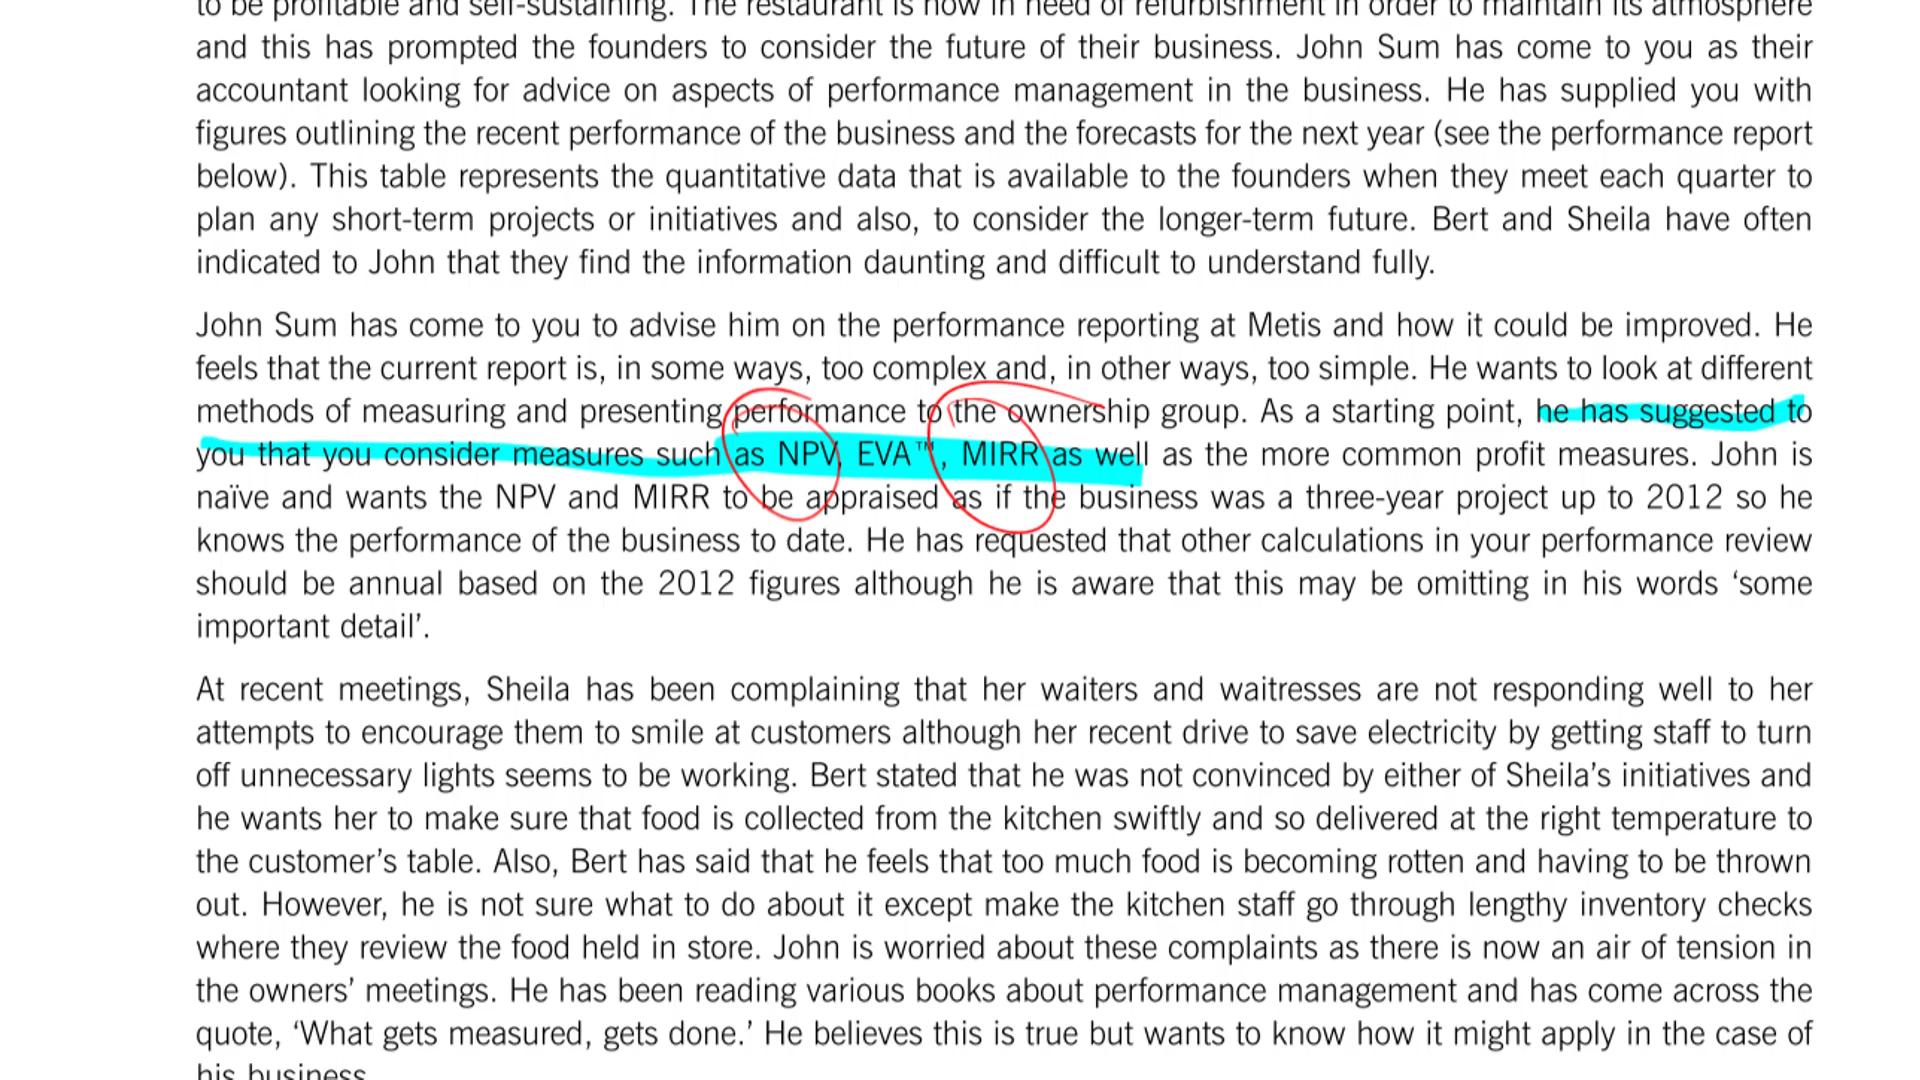 to be profitable and self-sustaining. The restaurant is now in need of refurbishment in order to maintain its atmosphere
and this has prompted the founders to consider the future of their business. John Sum has come to you as their
accountant looking for advice on aspects of performance management in the business. He has supplied you with
figures outlining the recent performance of the business and the forecasts for the next year (see the performance report
below). This table represents the quantitative data that is available to the founders when they meet each quarter to
plan any short-term projects or initiatives and also, to consider the longer-term future. Bert and Sheila have often
indicated to John that they find the information daunting and difficult to understand fully.
John Sum has come to you to advise him on the performance reporting at Metis and how it could be improved. He
feels that the current report is, in some ways, too complex and, in other ways, too simple. He wants to look at different
methods of measuring and presenting performance to the ownership group. As a starting point, he has suggested to
you that you consider measures such as NPV, EVA™, MIRR as well as the more common profit measures. John is
naïve and wants the NPV and MIRR to be appraised as if the business was a three-year project up to 2012 so he
knows the performance of the business to date. He has requested that other calculations in your performance review
should be annual based on the 2012 figures although he is aware that this may be omitting in his words ‘some
important detail’.
At recent meetings, Sheila has been complaining that her waiters and waitresses are not responding well to her
attempts to encourage them to smile at customers although her recent drive to save electricity by getting staff to turn
off unnecessary lights seems to be working. Bert stated that he was not convinced by either of Sheila’s initiatives and
he wants her to make sure that food is collected from the kitchen swiftly and so delivered at the right temperature to
the customer’s table. Also, Bert has said that he feels that too much food is becoming rotten and having to be thrown
out. However, he is not sure what to do about it except make the kitchen staff go through lengthy inventory checks
where they review the food held in store. John is worried about these complaints as there is now an air of tension in
the owners’ meetings. He has been reading various books about performance management and has come across the
quote, ‘What gets measured, gets done.’ He believes this is true but wants to know how it might apply in the case of
his business.